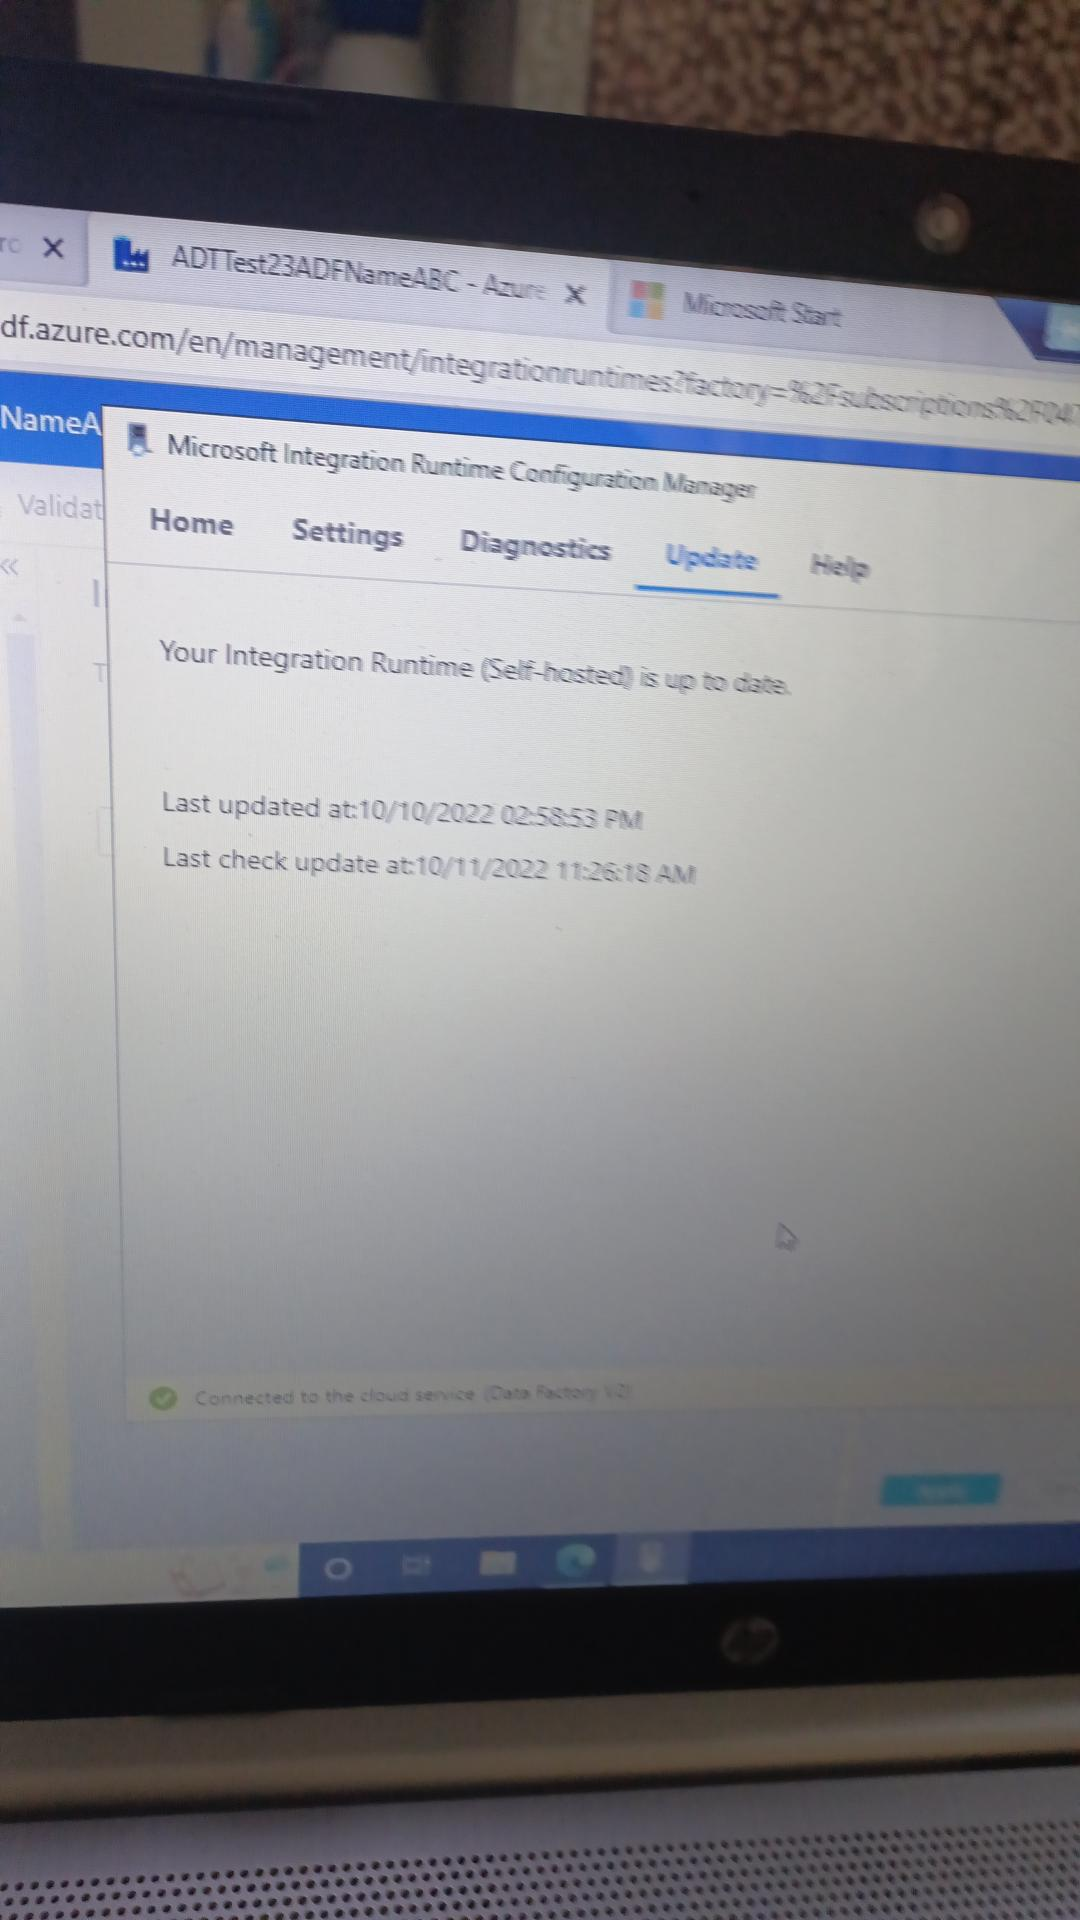 ADTTest23ADFNameABC - Azure
Microsoft Start
df.azure.com/en/management/integrationruntimes?factory=%2Fsubscriptions%2F04
NameA
Microsoft Integration Runtime Configuration Manager
Validat
Home Settings Diagnostics Update Help
Your Integration Runtime (Self-hosted) is up to date.
Last updated at:10/10/2022 02:58:53 PM
Last check update at:10/11/2022 11:26:18 AM
Connected to the cloud service (Data Factory V2)
hp